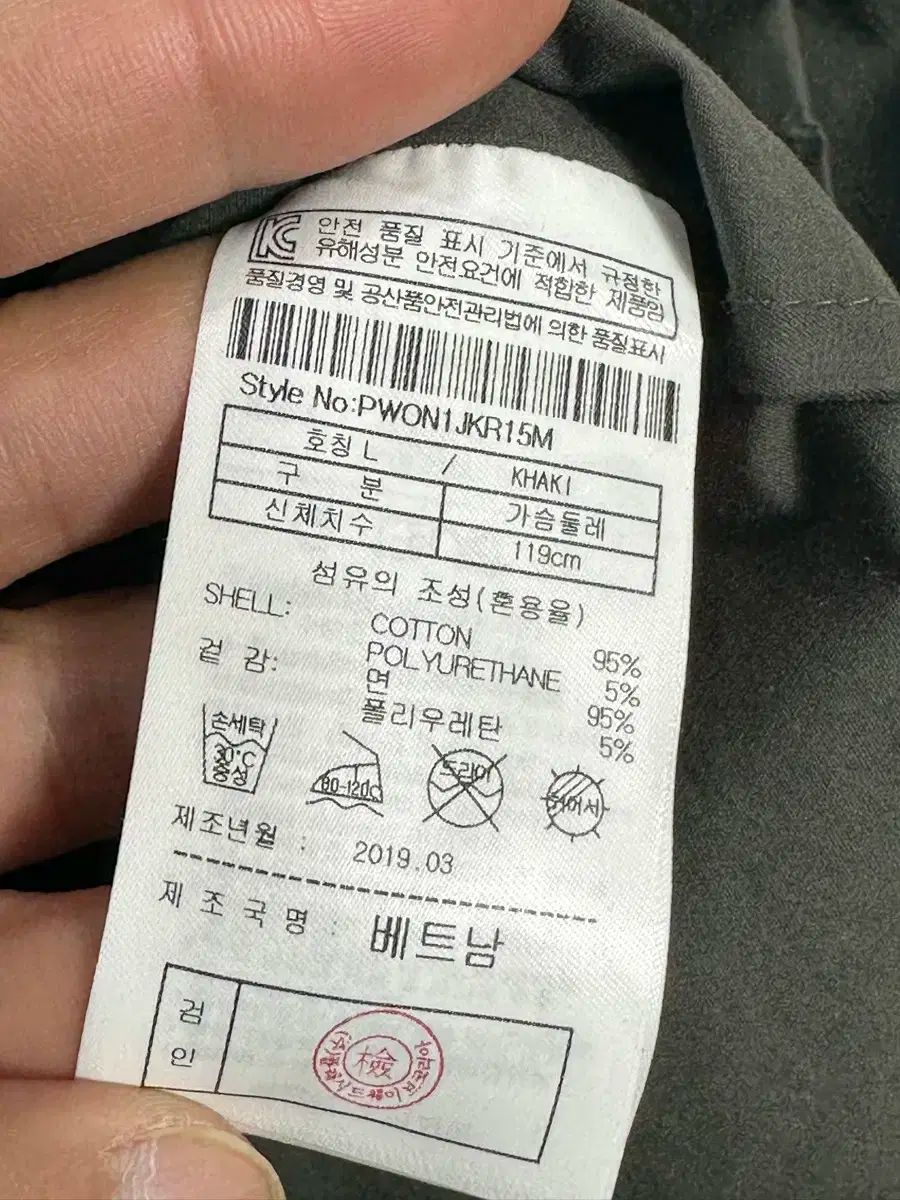 KC 안전 품질 표시 기준에서 규정한
유해성분 안전요건에 적합한 제품임
품질경영 및 공산품안전관리법에 의한 품질표시
Style No:PWON1JKR15M
호칭 L / KHAKI
구 분 가슴둘레
신체치수 119cm
섬유의 조성(혼용율)
SHELL: COTTON 95%
POLYURETHANE 5%
겉 감: 면 95%
폴리우레탄 5%
손세탁 드라이
30℃ 80-120C 뉘어서
중성
제조년월 : 2019.03
제 조 국 명 : 베트남
검
인
檢